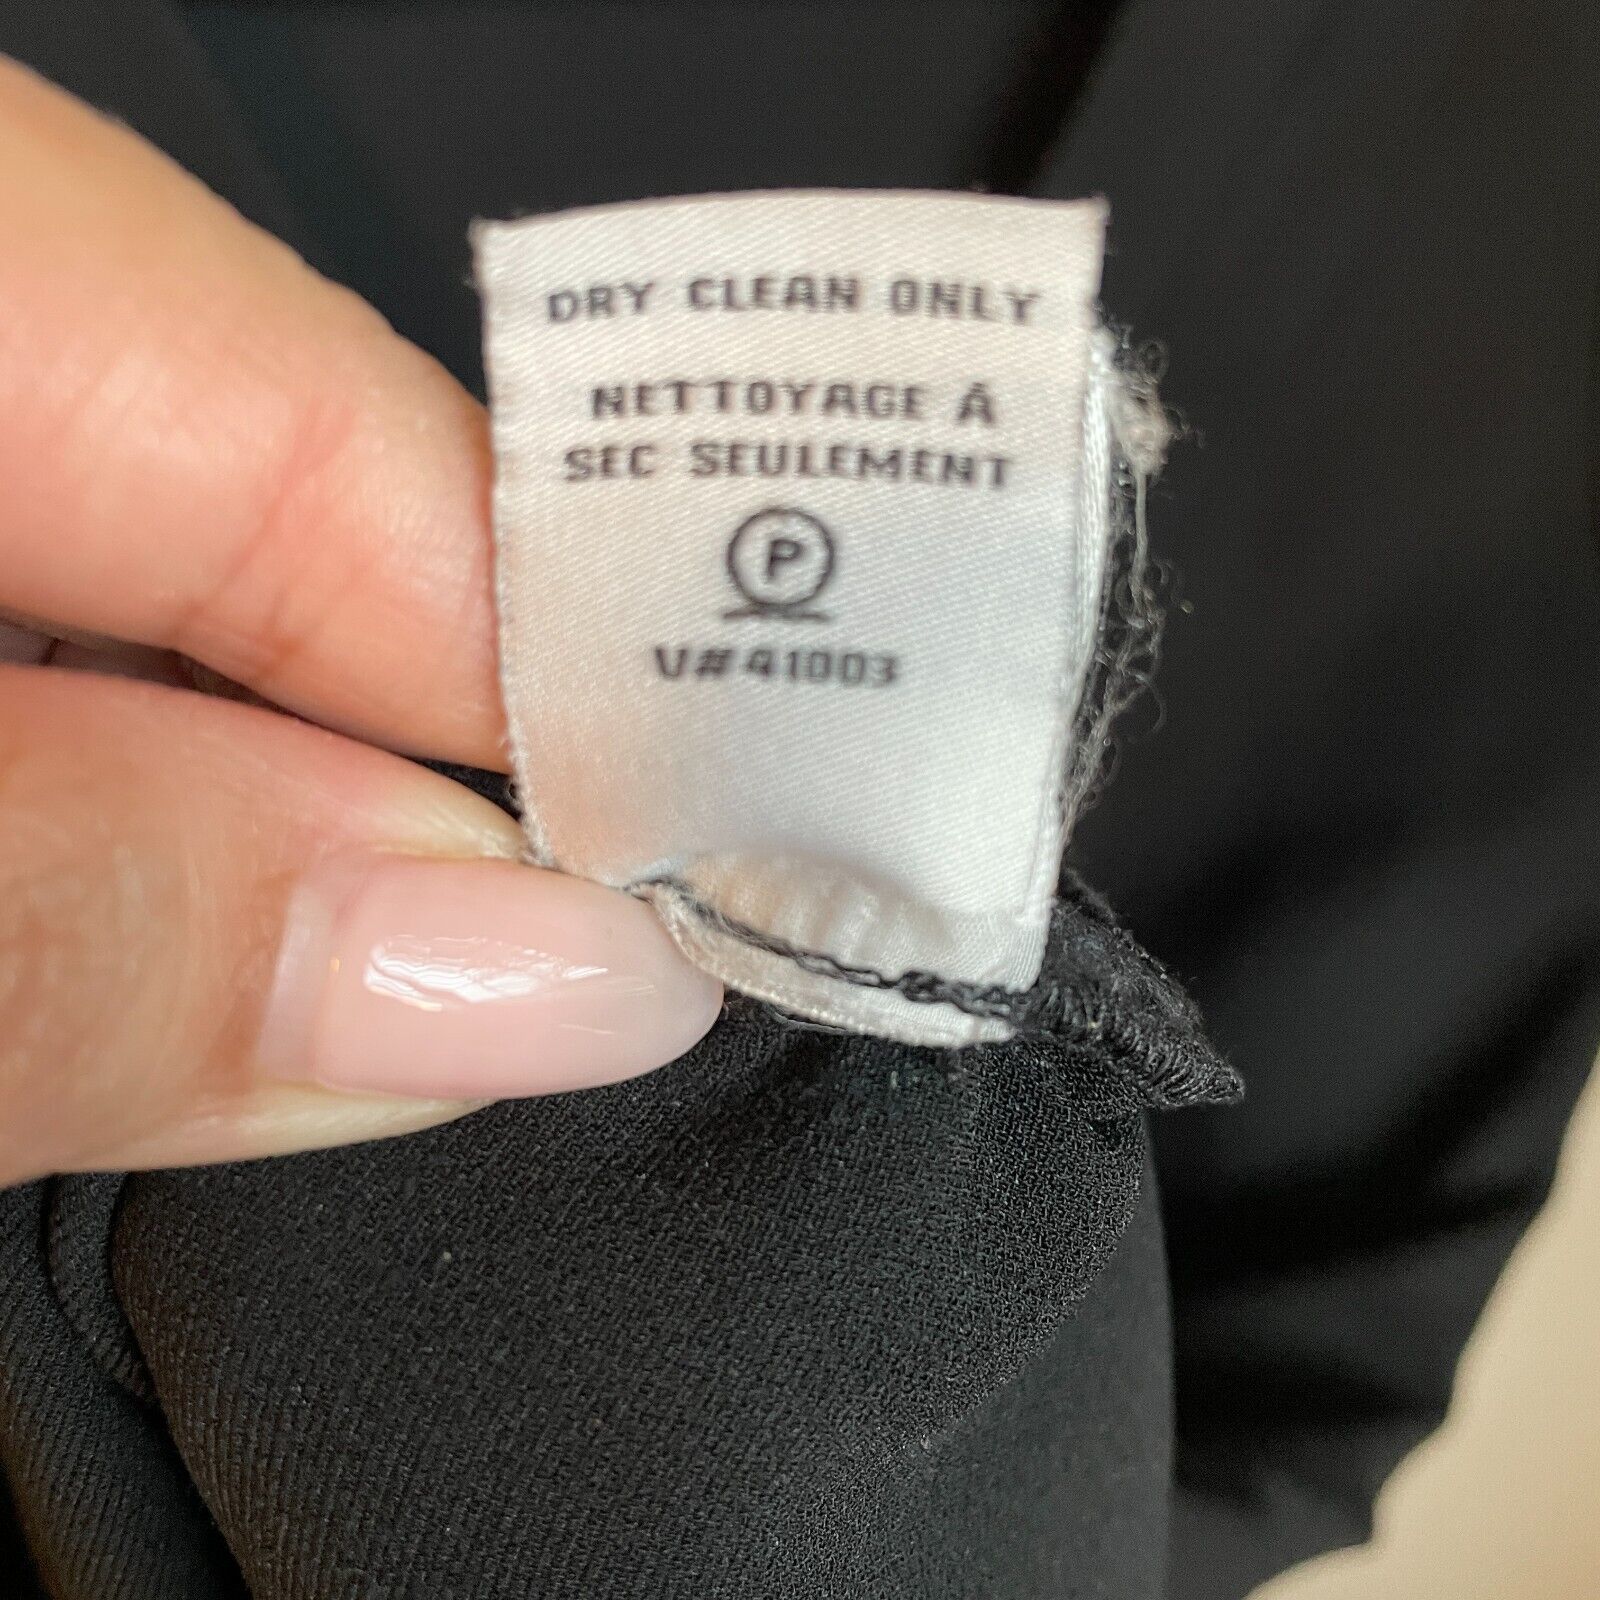 DRY CLEAN ONLY
NETTOYAGE À
SEC SEULEMENT
P
V#41003